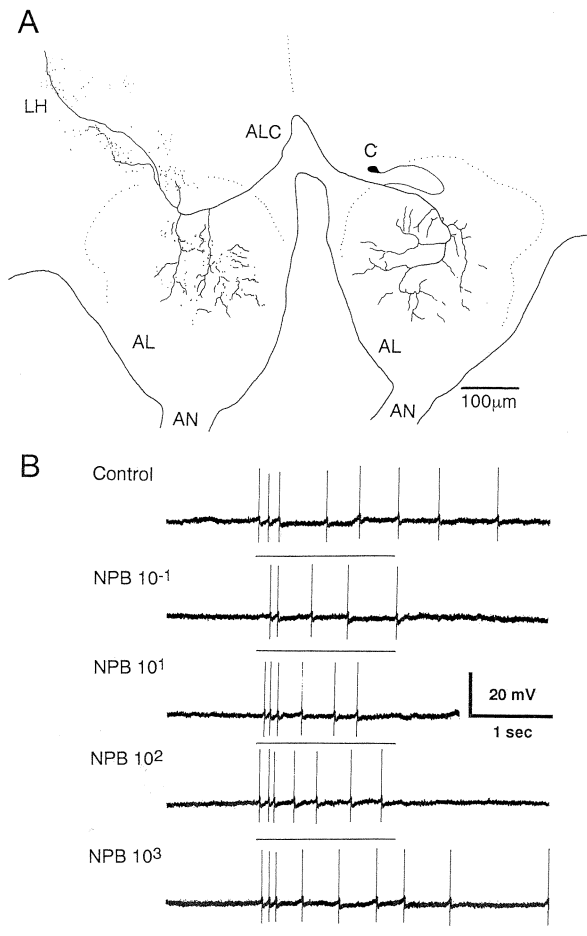 A
LH
ALC
C
AL
AL
AN
AN
100μm
B
Control
NPB 10-1
NPB 101
20 mV
1 sec
NPB 102
NPB 103